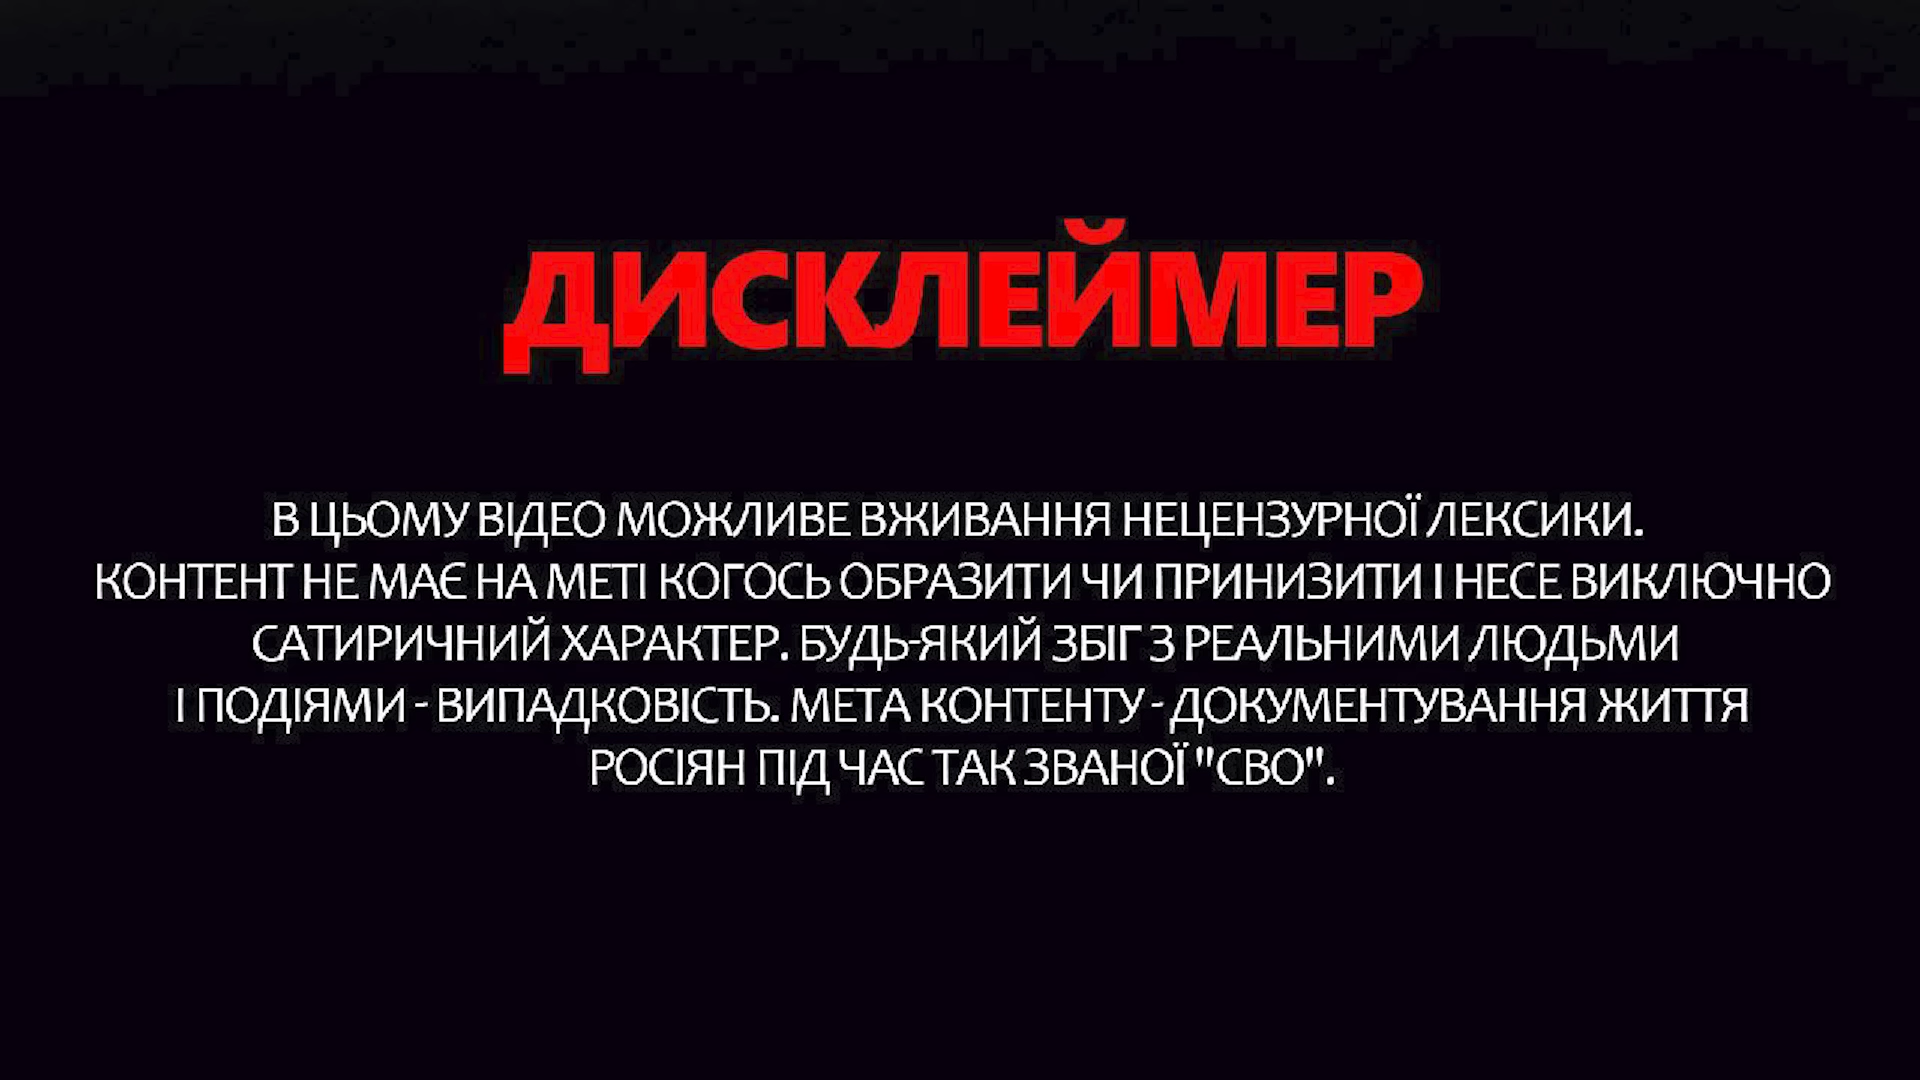 ДИСКЛЕЙМЕР
В ЦЬОМУ ВІДЕО МОЖЛИВЕ ВЖИВАННЯ НЕЦЕНЗУРНОЇ ЛЕКСИКИ.
КОНТЕНТ НЕ МАЄ НА МЕТІ КОГОСЬ ОБРАЗИТИ ЧИ ПРИНИЗИТИ І НЕСЕ ВИКЛЮЧНО
САТИРИЧНИЙ ХАРАКТЕР. БУДЬ-ЯКИЙ ЗБІГ З РЕАЛЬНИМИ ЛЮДЬМИ
І ПОДІЯМИ - ВИПАДКОВІСТЬ. МЕТА КОНТЕНТУ - ДОКУМЕНТУВАННЯ ЖИТТЯ
РОСІЯН ПІД ЧАС ТАК ЗВАНОЇ "СВО".